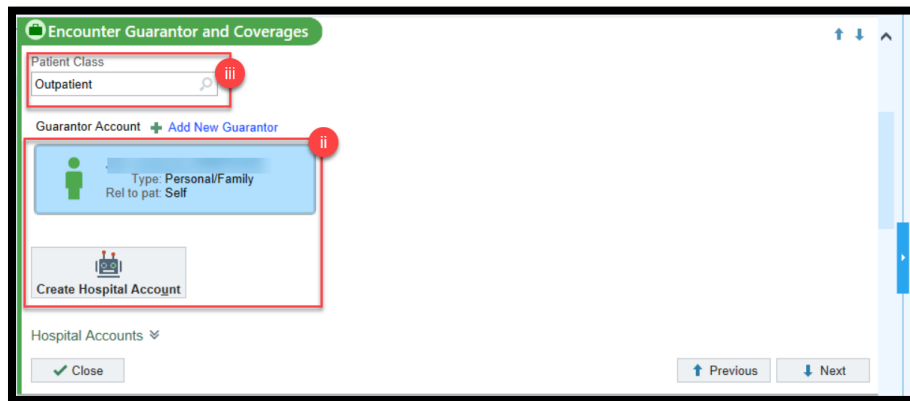 Encounter Guarantor and Coverages
Patient Class
iii
Outpatient
Guarantor Account Add New Guarantor
ii
Type: Personal/Family
Rel to pat: Self
Create Hospital Account
Hospital Accounts
Close
Previous
Next